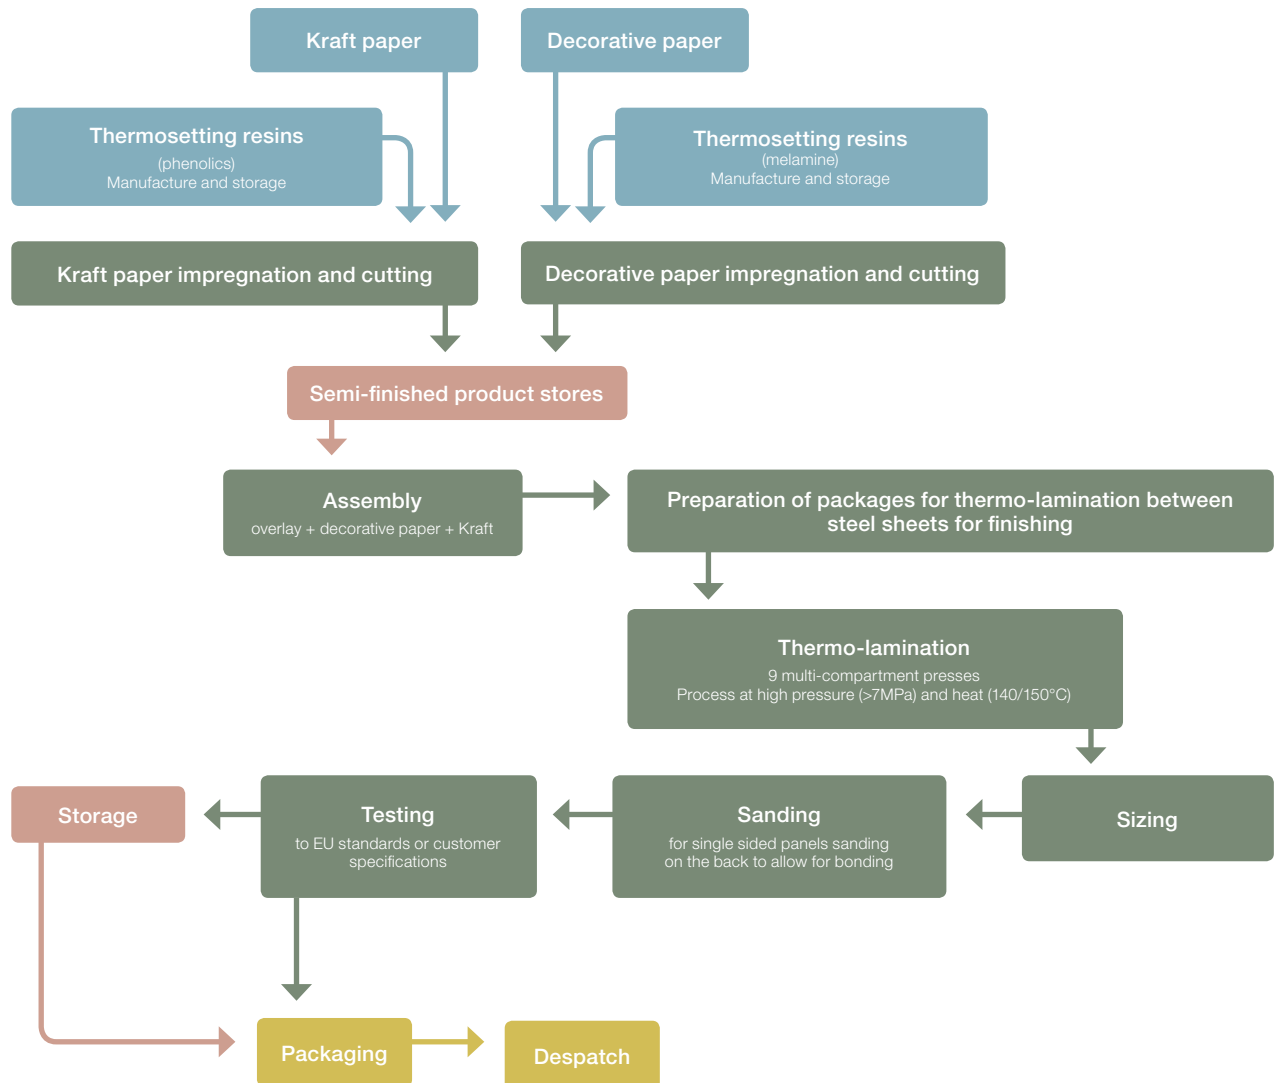 Kraft paper
Decorative paper
Thermosetting resins
(phenolics)
Manufacture and storage
Thermosetting resins
(melamine)
Manufacture and storage
Kraft paper impregnation and cutting
Decorative paper impregnation and cutting
Semi-finished product stores
Assembly
overlay + decorative paper + Kraft
Preparation of packages for thermo-lamination between
steel sheets for finishing
Thermo-lamination
9 multi-compartment presses
Process at high pressure (>7MPa) and heat (140/150°C)
Storage
Testing
to EU standards or customer
specifications
Sanding
for single sided panels sanding
on the back to allow for bonding
Sizing
Packaging
Despatch